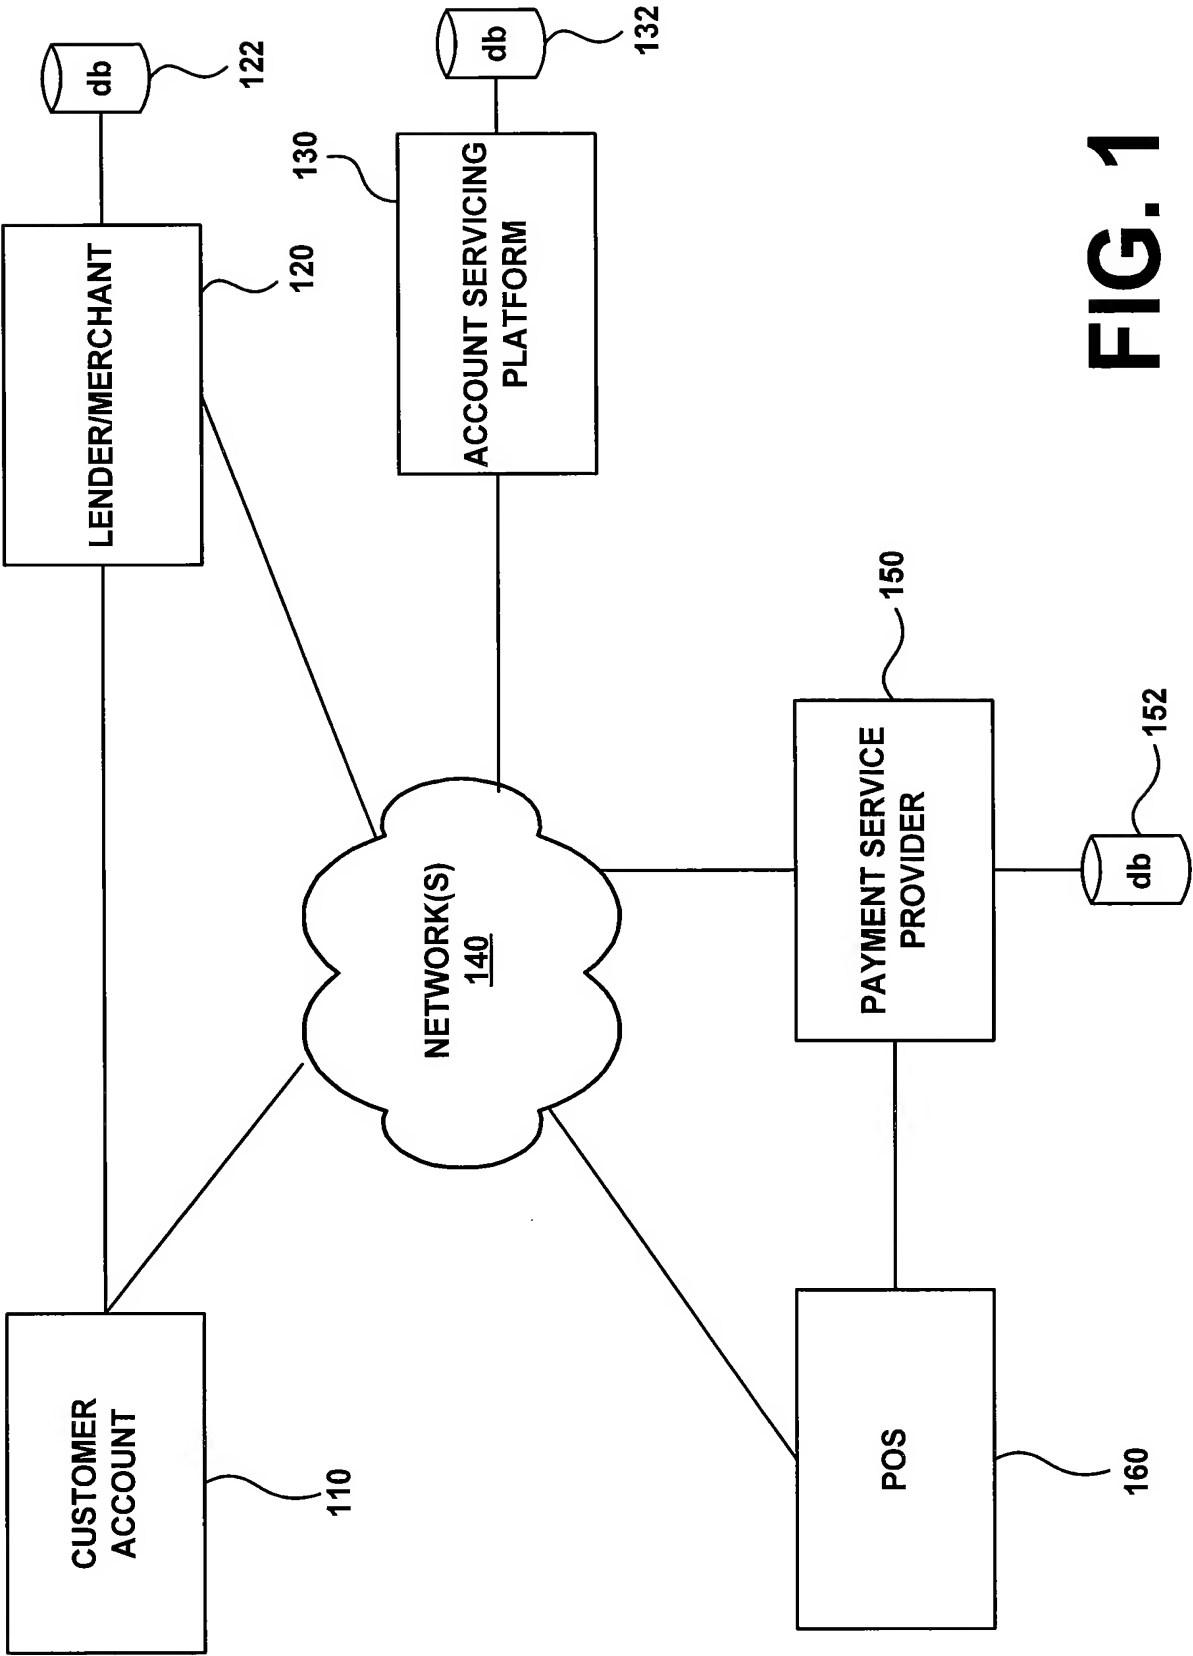 CUSTOMER
ACCOUNT
110
LENDER/MERCHANT
120
db
122
130
ACCOUNT SERVICING
PLATFORM
db
132
NETWORK(S)
140
POS
160
PAYMENT SERVICE
PROVIDER
150
db
152
FIG. 1